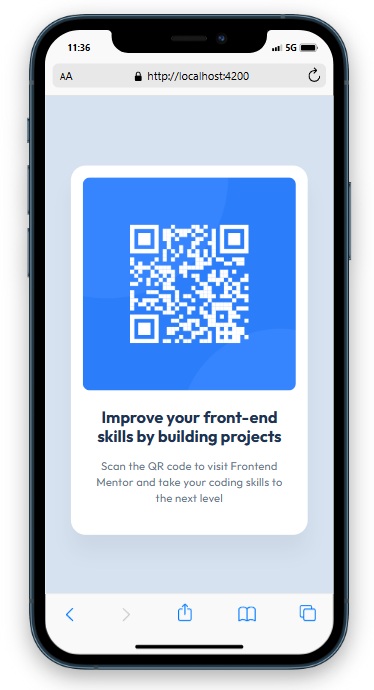 11:36
5G
AA
http://localhost:4200
Improve your front-end
skills by building projects
Scan the QR code to visit Frontend
Mentor and take your coding skills to
the next level